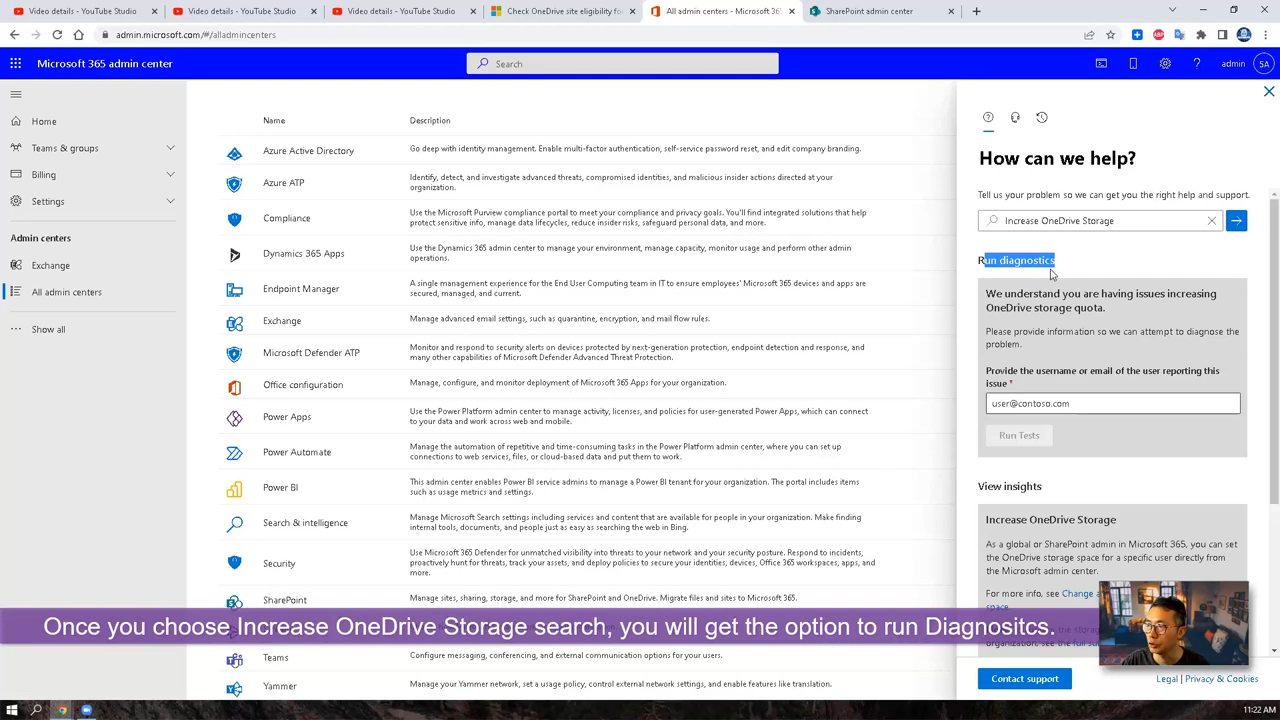 Video details - YouTube Studio
Video details - YouTube Studio
Video details - YouTube Studio
Check OneDrive site eligibility for
All admin centers - Microsoft 365
SharePoint admin center
admin.microsoft.com/#/alladmincenters
ABP
Microsoft 365 admin center
Search
admin
SA
Home
Teams & groups
Billing
Settings
Admin centers
Exchange
All admin centers
Show all
Name
Description
Azure Active Directory
Go deep with identity management. Enable multi-factor authentication, self-service password reset, and edit company branding.
Azure ATP
Identify, detect, and investigate advanced threats, compromised identities, and malicious insider actions directed at your
organization.
Compliance
Use the Microsoft Purview compliance portal to meet your compliance and privacy goals. You'll find integrated solutions that help
protect sensitive info, manage data lifecycles, reduce insider risks, safeguard personal data, and more.
Dynamics 365 Apps
Use the Dynamics 365 admin center to manage your environment, manage capacity, monitor usage and perform other admin
operations.
Endpoint Manager
A single management experience for the End User Computing team in IT to ensure employees' Microsoft 365 devices and apps are
secured, managed, and current.
Exchange
Manage advanced email settings, such as quarantine, encryption, and mail flow rules.
Microsoft Defender ATP
Monitor and respond to security alerts on devices protected by next-generation protection, endpoint detection and response, and
many other capabilities of Microsoft Defender Advanced Threat Protection.
Office configuration
Manage, configure, and monitor deployment of Microsoft 365 Apps for your organization.
Power Apps
Use the Power Platform admin center to manage activity, licenses, and policies for user-generated Power Apps, which can connect
to your data and work across web and mobile.
Power Automate
Manage the automation of repetitive and time-consuming tasks in the Power Platform admin center, where you can set up
connections to web services, files, or cloud-based data and put them to work.
Power BI
This admin center enables Power BI service admins to manage a Power BI tenant for your organization. The portal includes items
such as usage metrics and settings.
Search & intelligence
Manage Microsoft Search settings including services and content that are available for people in your organization. Make finding
internal tools, documents, and people just as easy as searching the web in Bing.
Security
Use Microsoft 365 Defender for unmatched visibility into threats to your network and your security posture. Respond to incidents,
proactively hunt for threats, track your assets, and deploy policies to secure your identities, devices, Office 365 workspaces, apps, and
more.
SharePoint
Manage sites, sharing, storage, and more for SharePoint and OneDrive. Migrate files and sites to Microsoft 365.
Teams
Configure messaging, conferencing, and external communication options for your users.
Yammer
Manage your Yammer network, set a usage policy, control external network settings, and enable features like translation.
How can we help?
Tell us your problem so we can get you the right help and support.
Increase OneDrive Storage
Run diagnostics
We understand you are having issues increasing
OneDrive storage quota.
Please provide information so we can attempt to diagnose the
problem.
Provide the username or email of the user reporting this
issue *
user@contoso.com
Run Tests
View insights
Increase OneDrive Storage
As a global or SharePoint admin in Microsoft 365, you can set
the OneDrive storage space for a specific user directly from
the Microsoft admin center.
For more info, see Change a
space
Contact support
Legal | Privacy & Cookies
Once you choose Increase OneDrive Storage search, you will get the option to run Diagnositcs.
11:22 AM